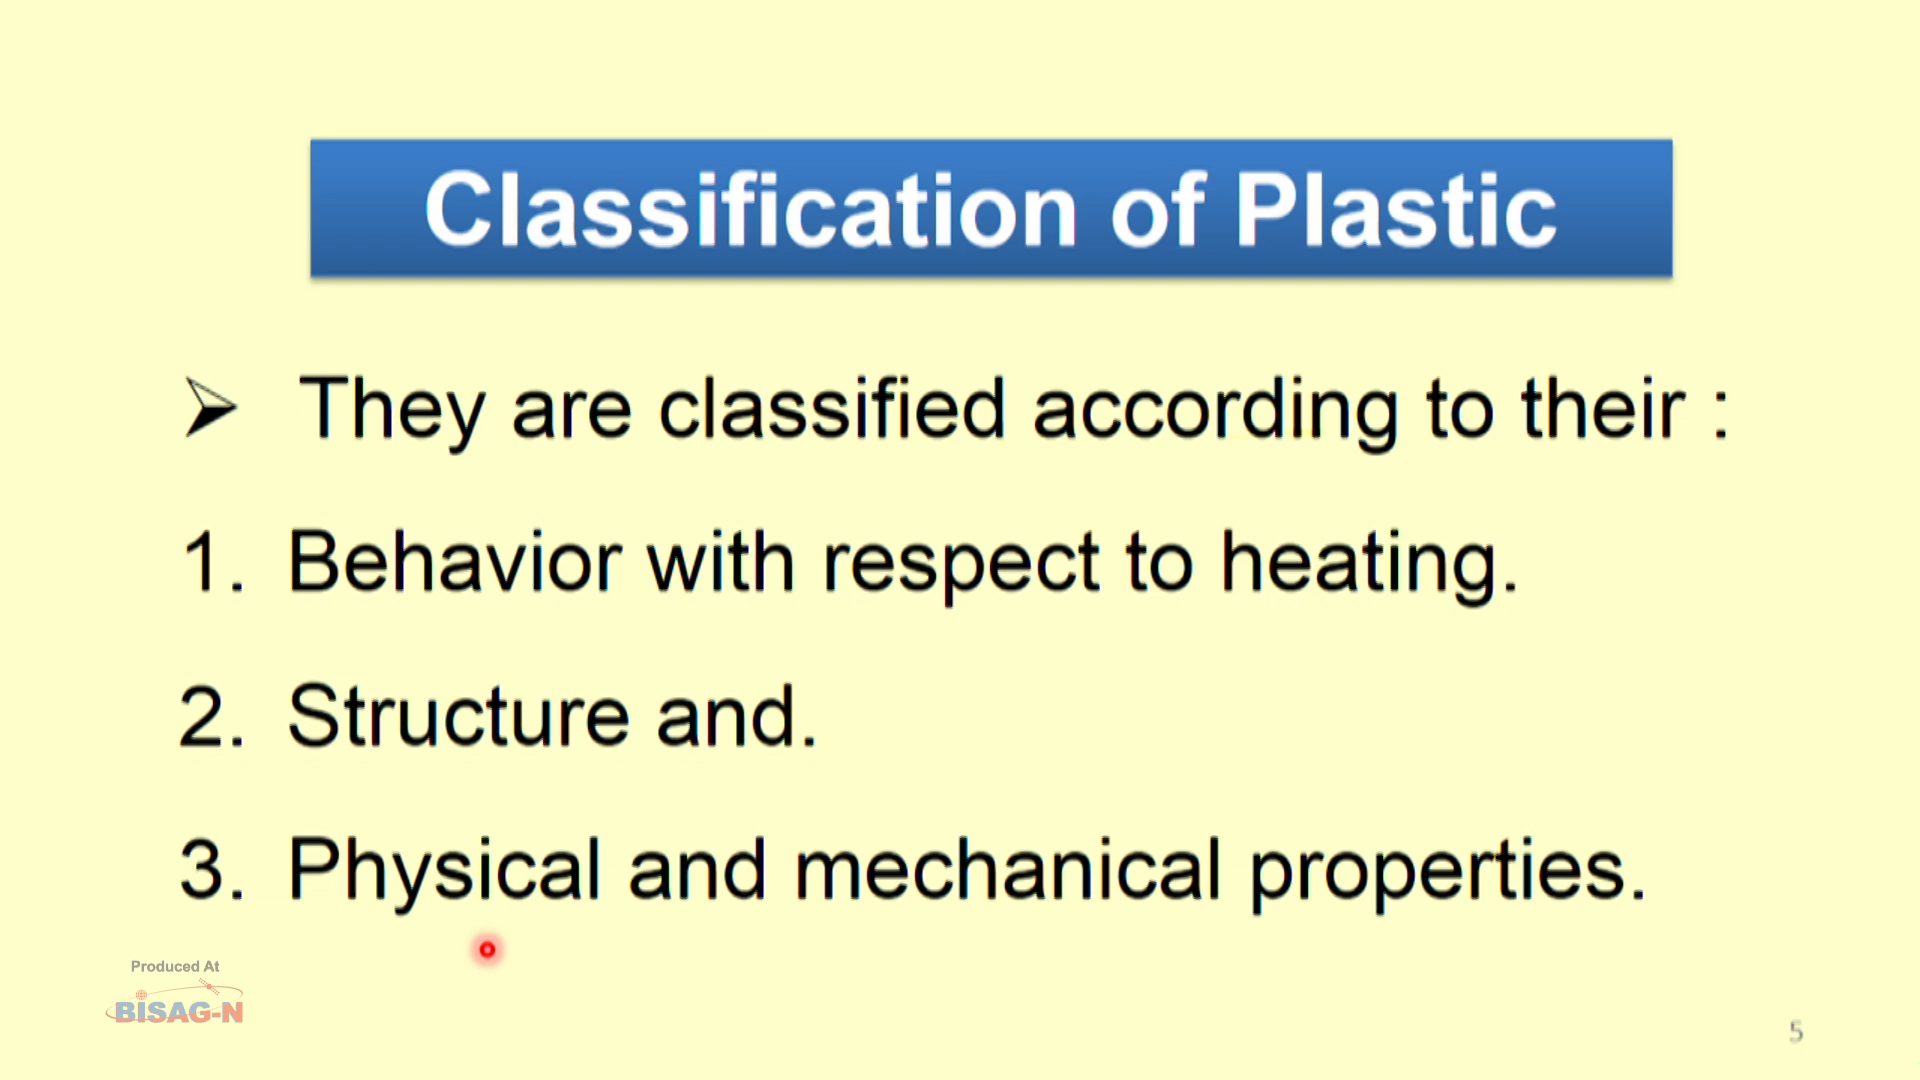 Classification of Plastic
➢ They are classified according to their :
1. Behavior with respect to heating.
2. Structure and.
3. Physical and mechanical properties.
Produced At
BISAG-N
5